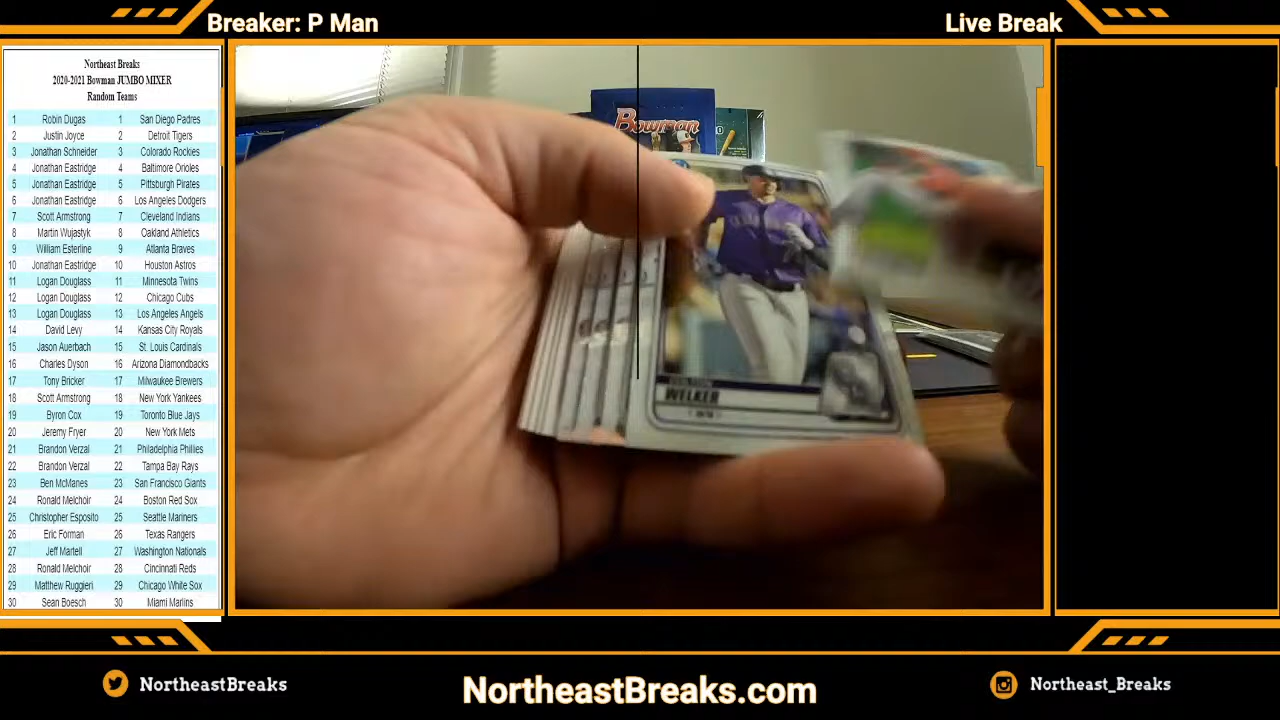 Breaker: P Man
Live Break
Northeast Breaks
2020-2021 Bowman JUMBO MIXER
Random Teams
1 Robin Dugas 1 San Diego Padres
2 Justin Joyce 2 Detroit Tigers
3 Jonathan Schneider 3 Colorado Rockies
4 Jonathan Eastridge 4 Baltimore Orioles
5 Jonathan Eastridge 5 Pittsburgh Pirates
6 Jonathan Eastridge 6 Los Angeles Dodgers
7 Scott Armstrong 7 Cleveland Indians
8 Martin Wujastyk 8 Oakland Athletics
9 William Esterline 9 Atlanta Braves
10 Jonathan Eastridge 10 Houston Astros
11 Logan Douglass 11 Minnesota Twins
12 Logan Douglass 12 Chicago Cubs
13 Logan Douglass 13 Los Angeles Angels
14 David Levy 14 Kansas City Royals
15 Jason Auerbach 15 St. Louis Cardinals
16 Charles Dyson 16 Arizona Diamondbacks
17 Tony Bricker 17 Milwaukee Brewers
18 Scott Armstrong 18 New York Yankees
19 Byron Cox 19 Toronto Blue Jays
20 Jeremy Fryer 20 New York Mets
21 Brandon Verzal 21 Philadelphia Phillies
22 Brandon Verzal 22 Tampa Bay Rays
23 Ben McManes 23 San Francisco Giants
24 Ronald Melchoir 24 Boston Red Sox
25 Christopher Esposito 25 Seattle Mariners
26 Eric Forman 26 Texas Rangers
27 Jeff Martell 27 Washington Nationals
28 Ronald Melchoir 28 Cincinnati Reds
29 Matthew Ruggieri 29 Chicago White Sox
30 Sean Boesch 30 Miami Marlins
Bowman
WELKER
NortheastBreaks
NortheastBreaks.com
Northeast_Breaks